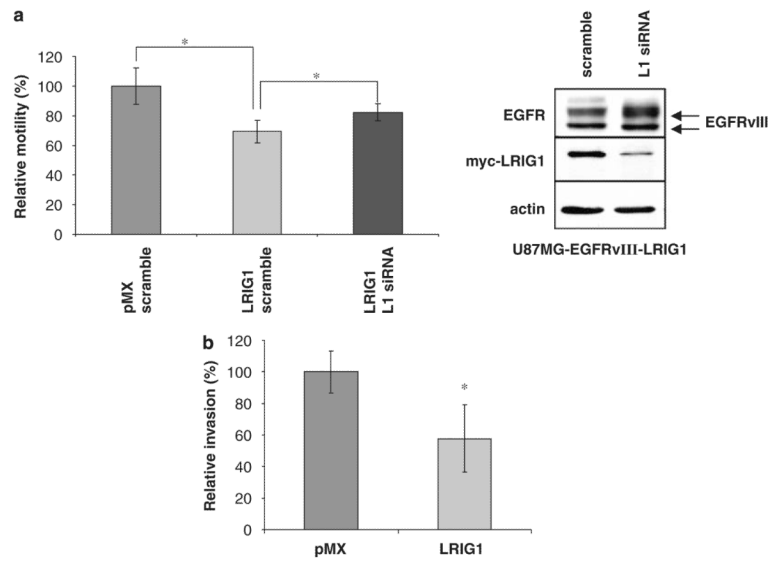 a
Relative motility (%)
120
100
80
60
40
20
0
*
*
pMX
scramble
LRIG1
scramble
LRIG1
L1 siRNA
scramble
L1 siRNA
EGFR
EGFRvIII
myc-LRIG1
actin
U87MG-EGFRvIII-LRIG1
b
Relative invasion (%)
120
100
80
60
40
20
0
*
pMX
LRIG1